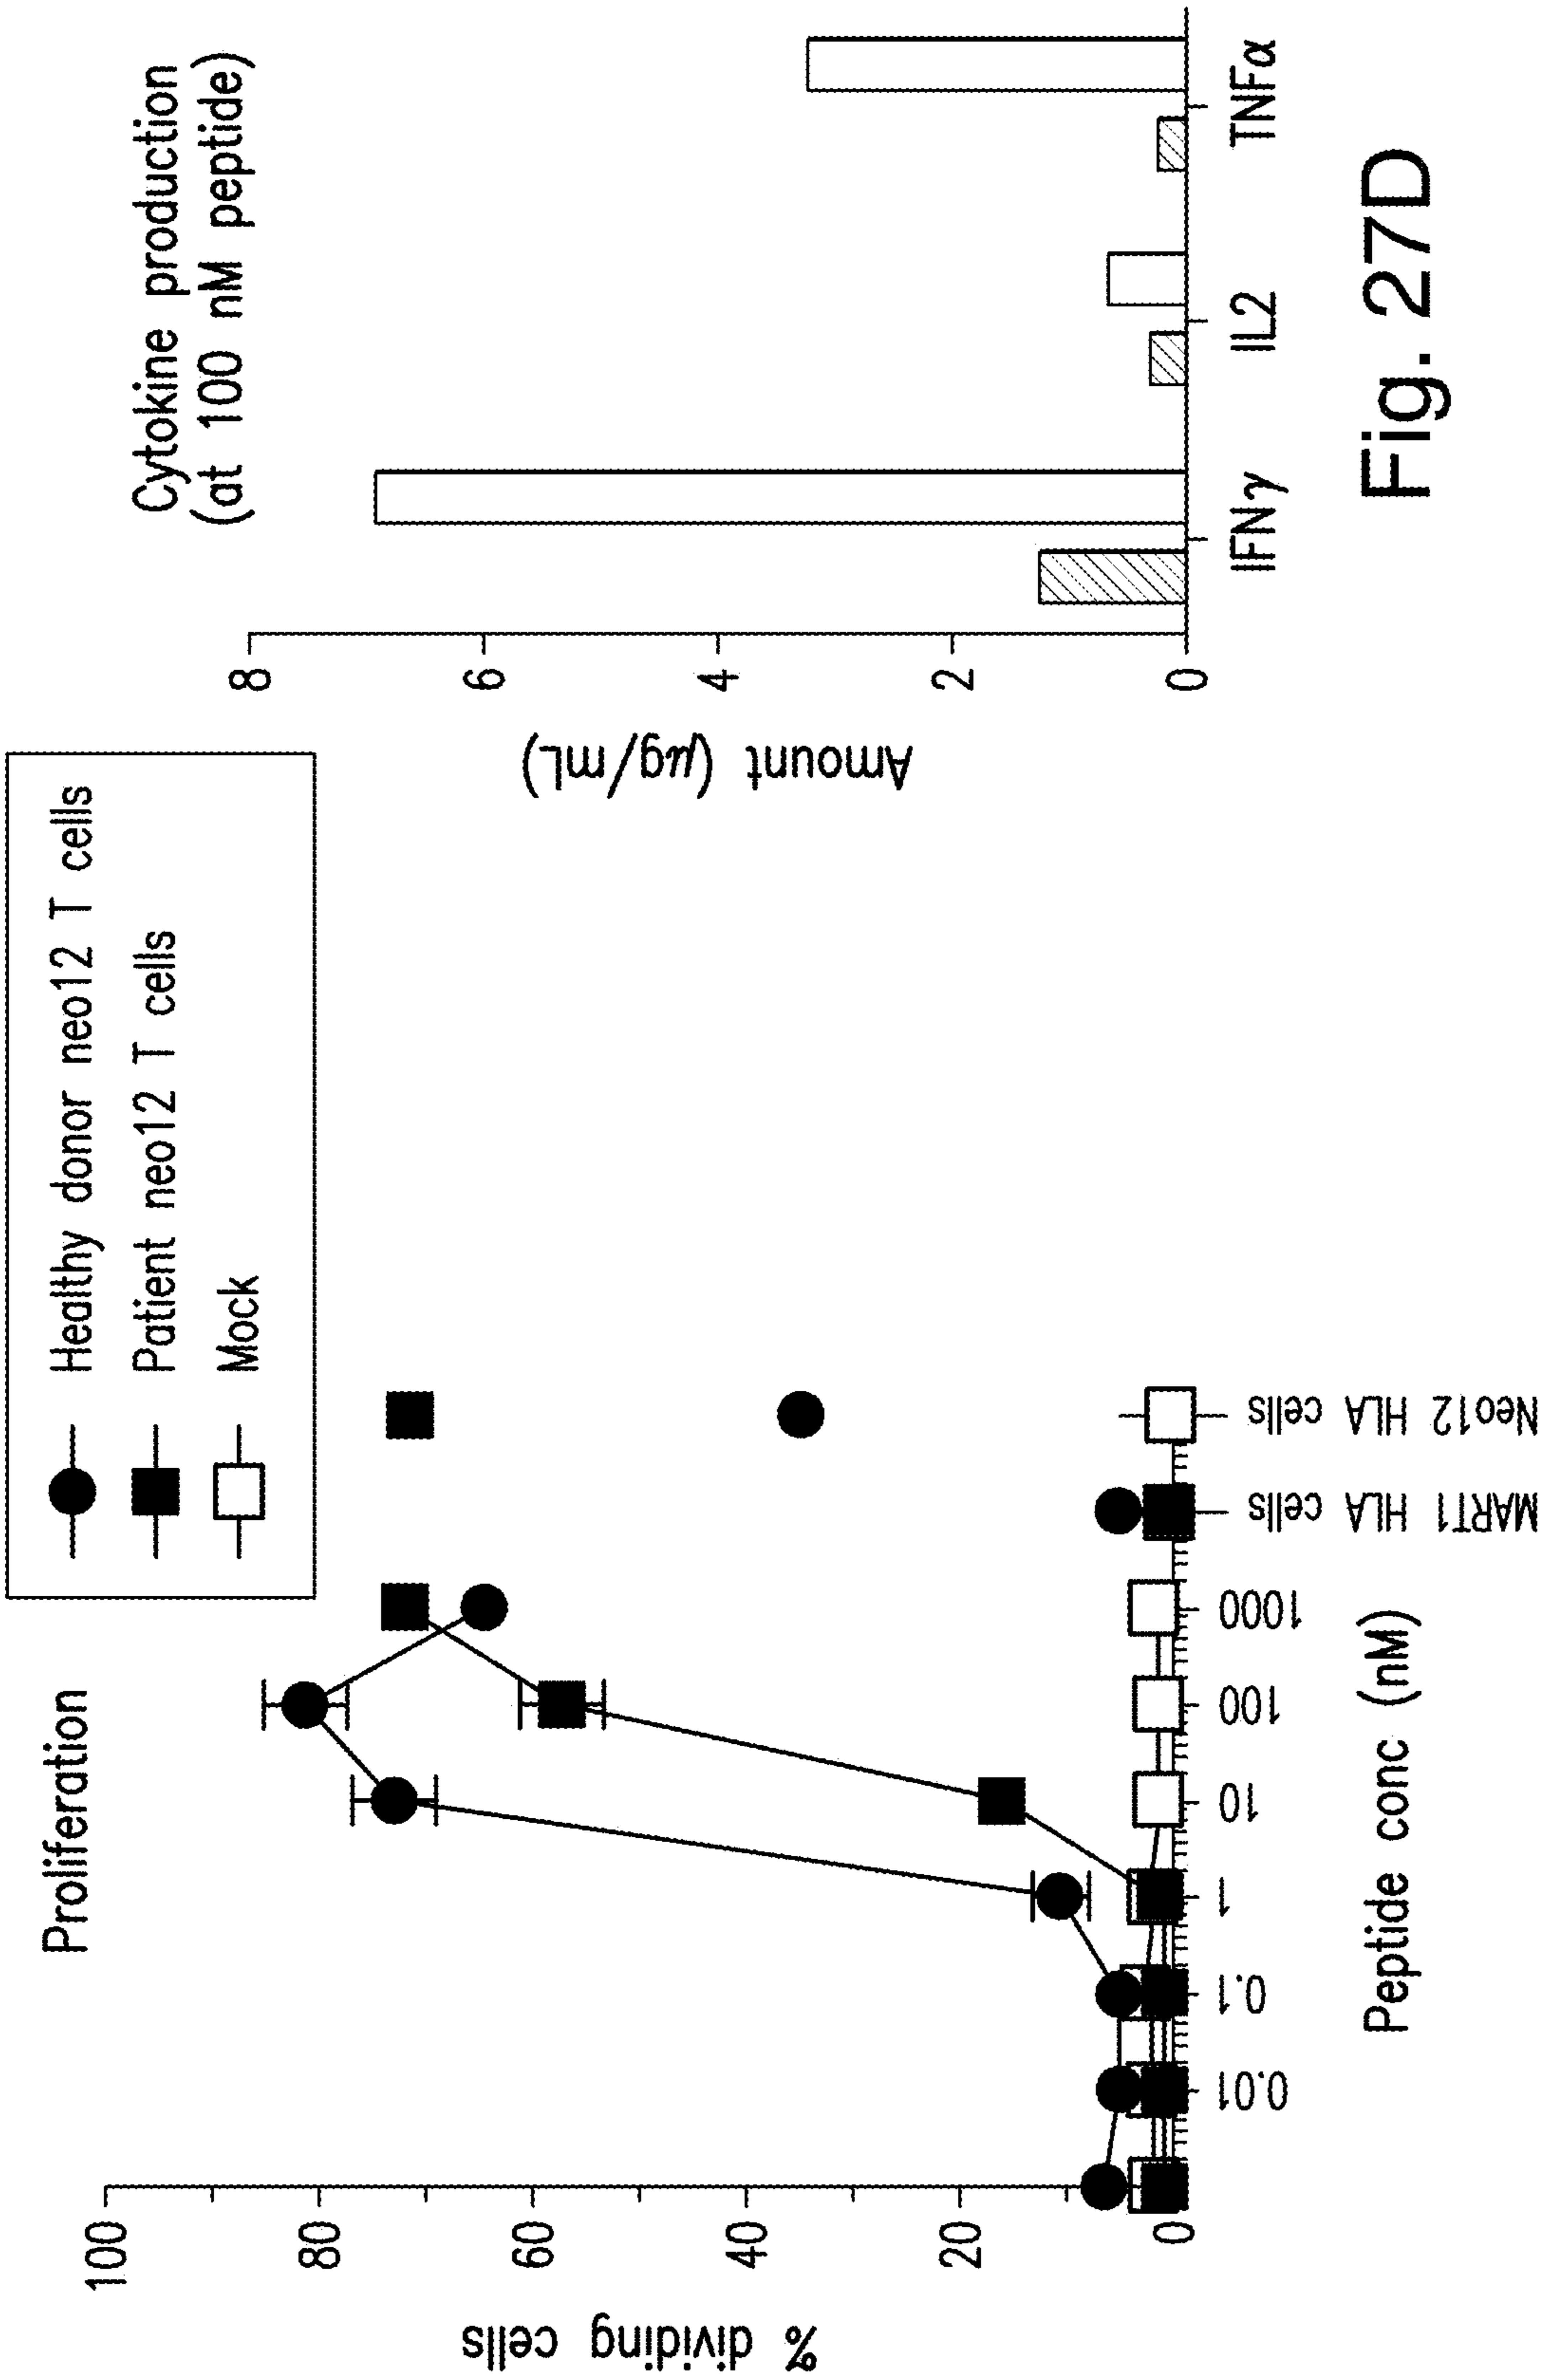 Proliferation
Healthy donor neo12 T cells
Patient neo12 T cells
Mock
% dividing cells
100
80
60
40
20
0
0.01
0.1
1
10
100
1000
MART1 HLA cells
Neo12 HLA cells
Peptide conc (nM)
Cytokine production
(at 100 nM peptide)
Amount (μg/mL)
8
6
4
2
0
IFNγ
IL2
TNFα
Fig. 27D